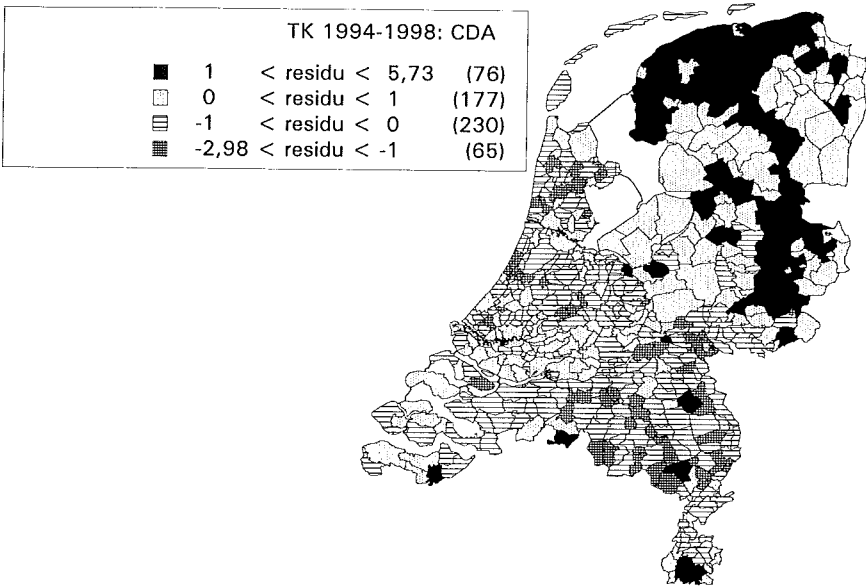 TK 1994-1998: CDA
1 < residu < 5,73 (76)
0 < residu < 1 (177)
-1 < residu < 0 (230)
-2,98 < residu < -1 (65)